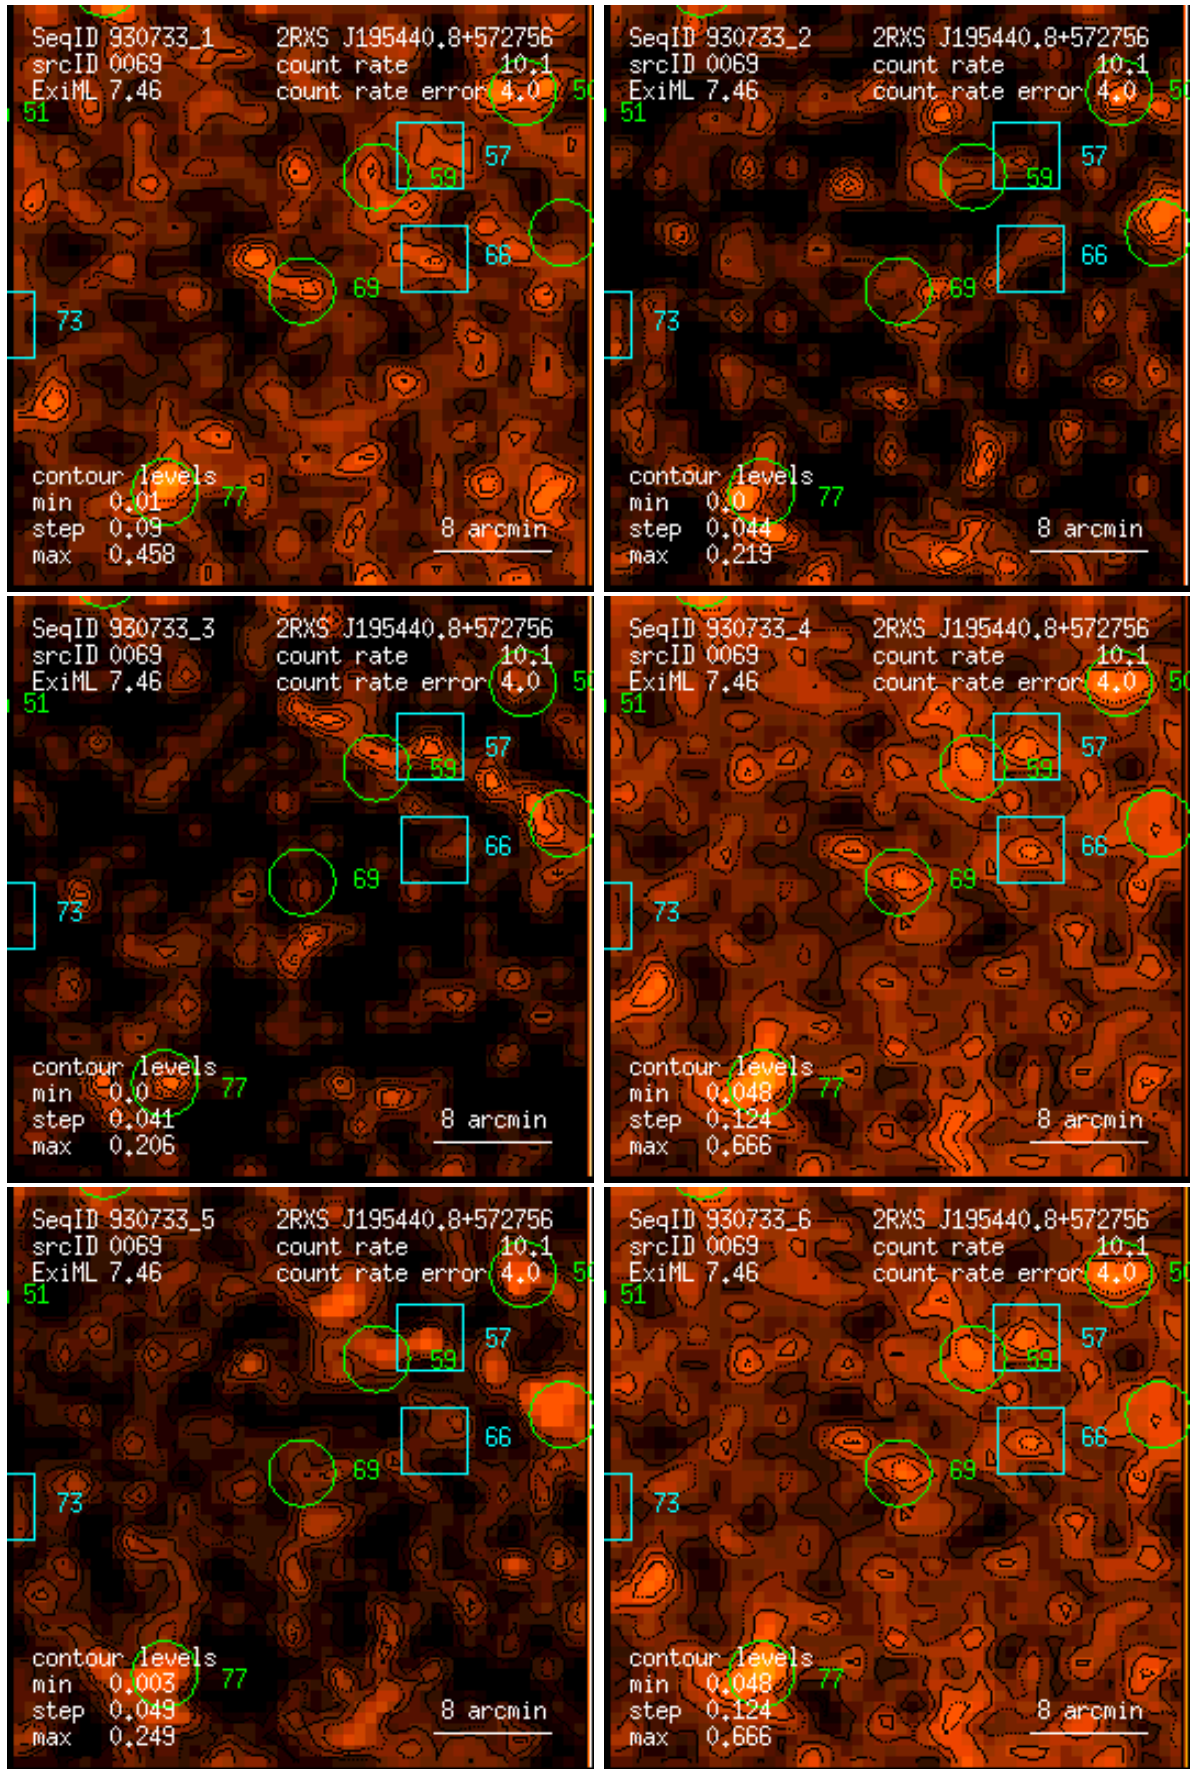 SeqID 930733_1 2RXS J195440.8+572756
srcID 0069 count rate 10.1
ExiML 7.46 count rate error 4.0 50
51
57
59
66
69
73
contour levels
min 0.01 77
step 0.09 8 arcmin
max 0.458
SeqID 930733_2 2RXS J195440.8+572756
srcID 0069 count rate 10.1
ExiML 7.46 count rate error 4.0 50
51
57
59
66
69
73
contour levels
min 0.0 77
step 0.044 8 arcmin
max 0.219
SeqID 930733_3 2RXS J195440.8+572756
srcID 0069 count rate 10.1
ExiML 7.46 count rate error 4.0 50
51
57
59
66
69
73
contour levels
min 0.0 77
step 0.041 8 arcmin
max 0.206
SeqID 930733_4 2RXS J195440.8+572756
srcID 0069 count rate 10.1
ExiML 7.46 count rate error 4.0 50
51
57
59
66
69
73
contour levels
min 0.048 77
step 0.124 8 arcmin
max 0.666
SeqID 930733_5 2RXS J195440.8+572756
srcID 0069 count rate 10.1
ExiML 7.46 count rate error 4.0 50
51
57
59
66
69
73
contour levels
min 0.003 77
step 0.049 8 arcmin
max 0.249
SeqID 930733_6 2RXS J195440.8+572756
srcID 0069 count rate 10.1
ExiML 7.46 count rate error 4.0 50
51
57
59
66
69
73
contour levels
min 0.048 77
step 0.124 8 arcmin
max 0.666